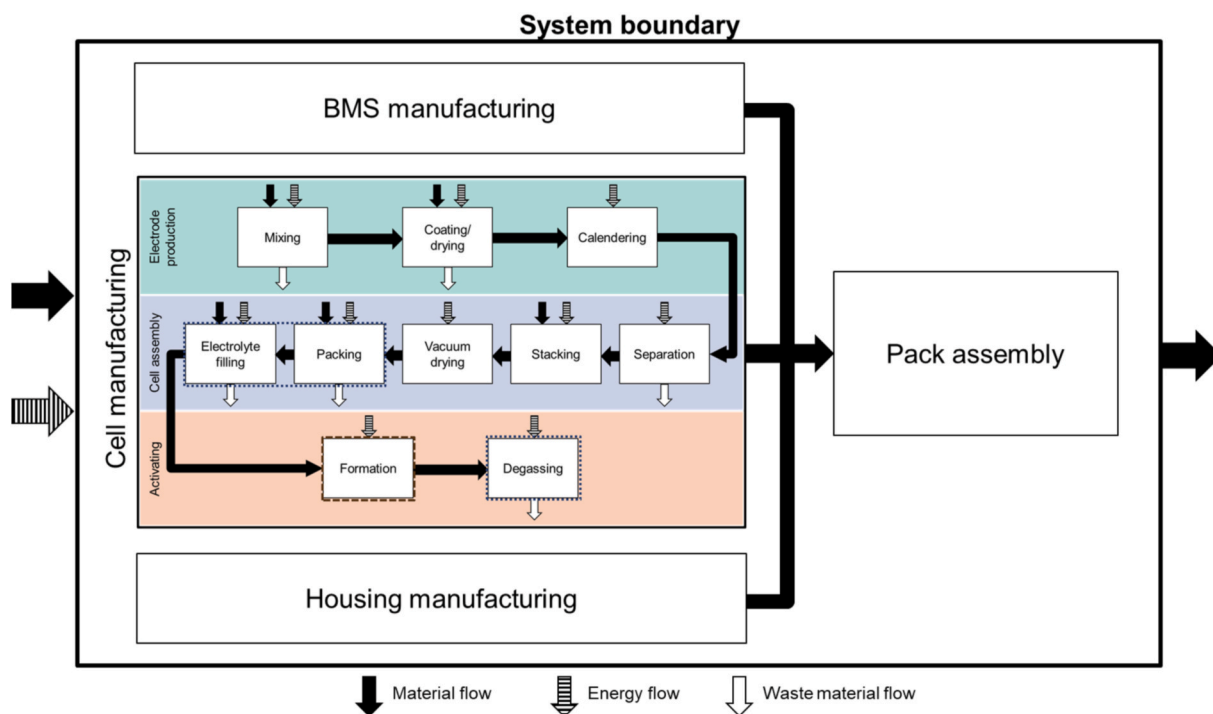 System boundary
BMS manufacturing
Cell manufacturing
Electrode
production
Mixing
Coating/
drying
Calendering
Cell assembly
Electrolyte
filling
Packing
Vacuum
drying
Stacking
Separation
Activating
Formation
Degassing
Housing manufacturing
Pack assembly
Material flow
Energy flow
Waste material flow